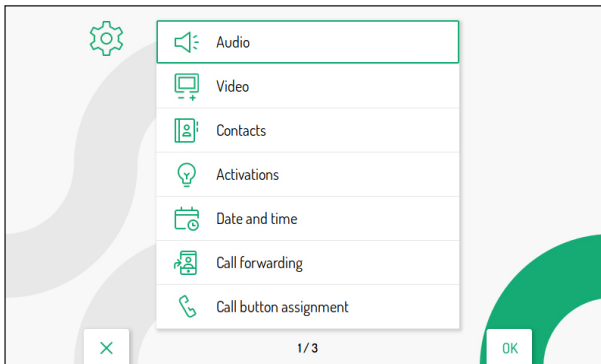 Audio
Video
Contacts
Activations
Date and time
Call forwarding
Call button assignment
1/3
OK